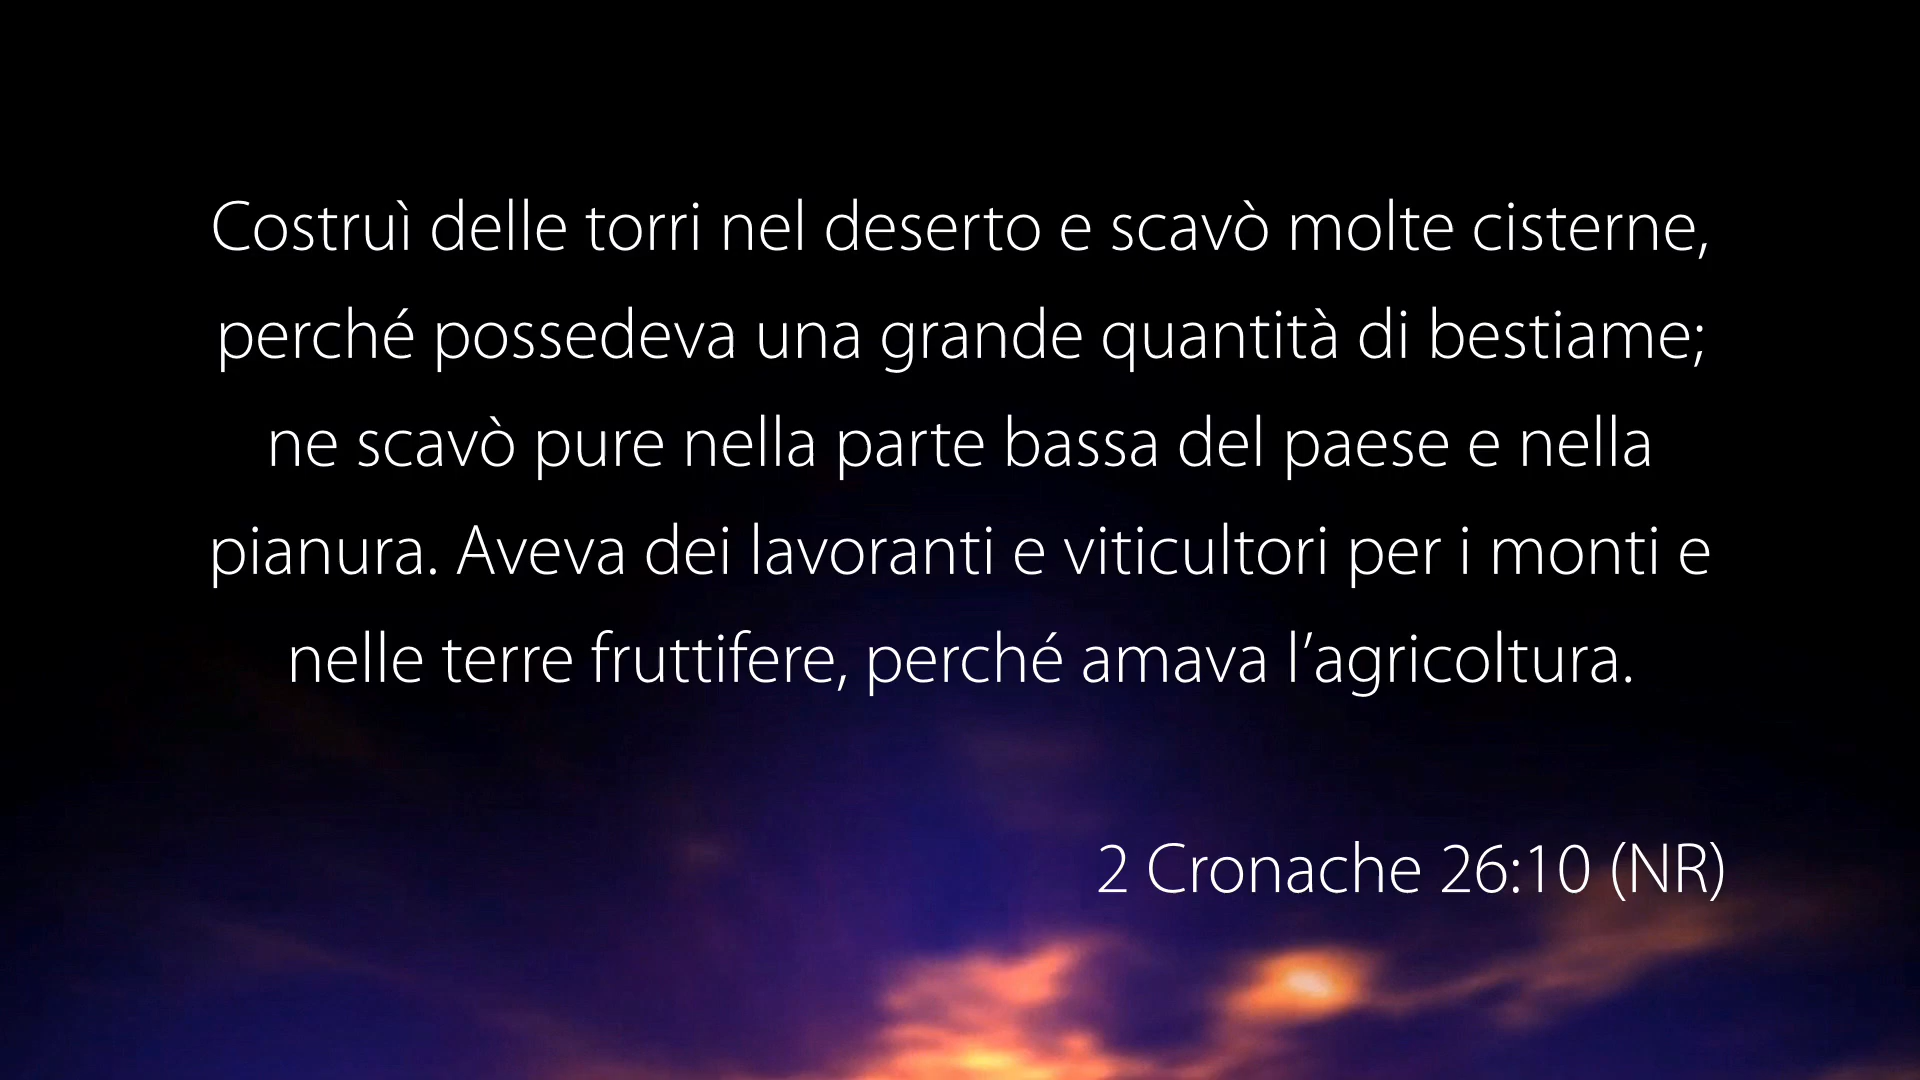 Costruì delle torri nel deserto e scavò molte cisterne,
perché possedeva una grande quantità di bestiame;
ne scavò pure nella parte bassa del paese e nella
pianura. Aveva dei lavoranti e viticultori per i monti e
nelle terre fruttifere, perché amava l’agricoltura.
2 Cronache 26:10 (NR)